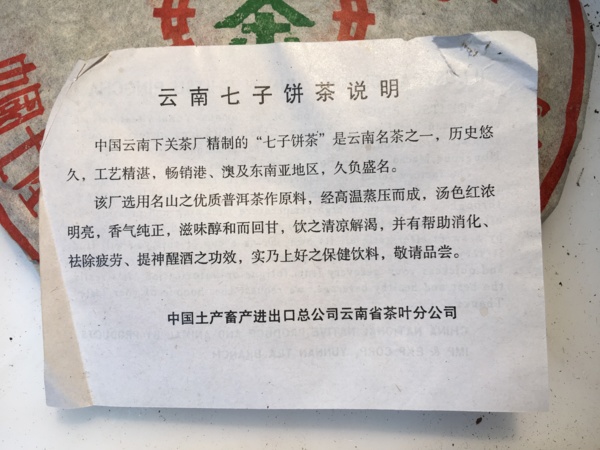 茶
云南七子饼茶说明
中国云南下关茶厂精制的“七子饼茶”是云南名茶之一，历史悠
久，工艺精湛，畅销港、澳及东南亚地区，久负盛名。
该厂选用名山之优质普洱茶作原料，经高温蒸压而成，汤色红浓
明亮，香气纯正，滋味醇和而回甘，饮之清凉解渴，并有帮助消化、
祛除疲劳、提神醒酒之功效，实乃上好之保健饮料，敬请品尝。
中国土产畜产进出口总公司云南省茶叶分公司